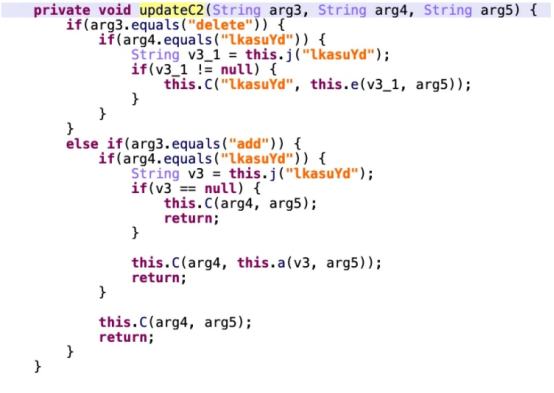 private void updateC2(String arg3, String arg4, String arg5) {
    if(arg3.equals("delete")) {
        if(arg4.equals("lkasuYd")) {
            String v3_1 = this.j("lkasuYd");
            if(v3_1 != null) {
                this.C("lkasuYd", this.e(v3_1, arg5));
            }
        }
    }
    else if(arg3.equals("add")) {
        if(arg4.equals("lkasuYd")) {
            String v3 = this.j("lkasuYd");
            if(v3 == null) {
                this.C(arg4, arg5);
                return;
            }

            this.C(arg4, this.a(v3, arg5));
            return;
        }

        this.C(arg4, arg5);
        return;
    }
}